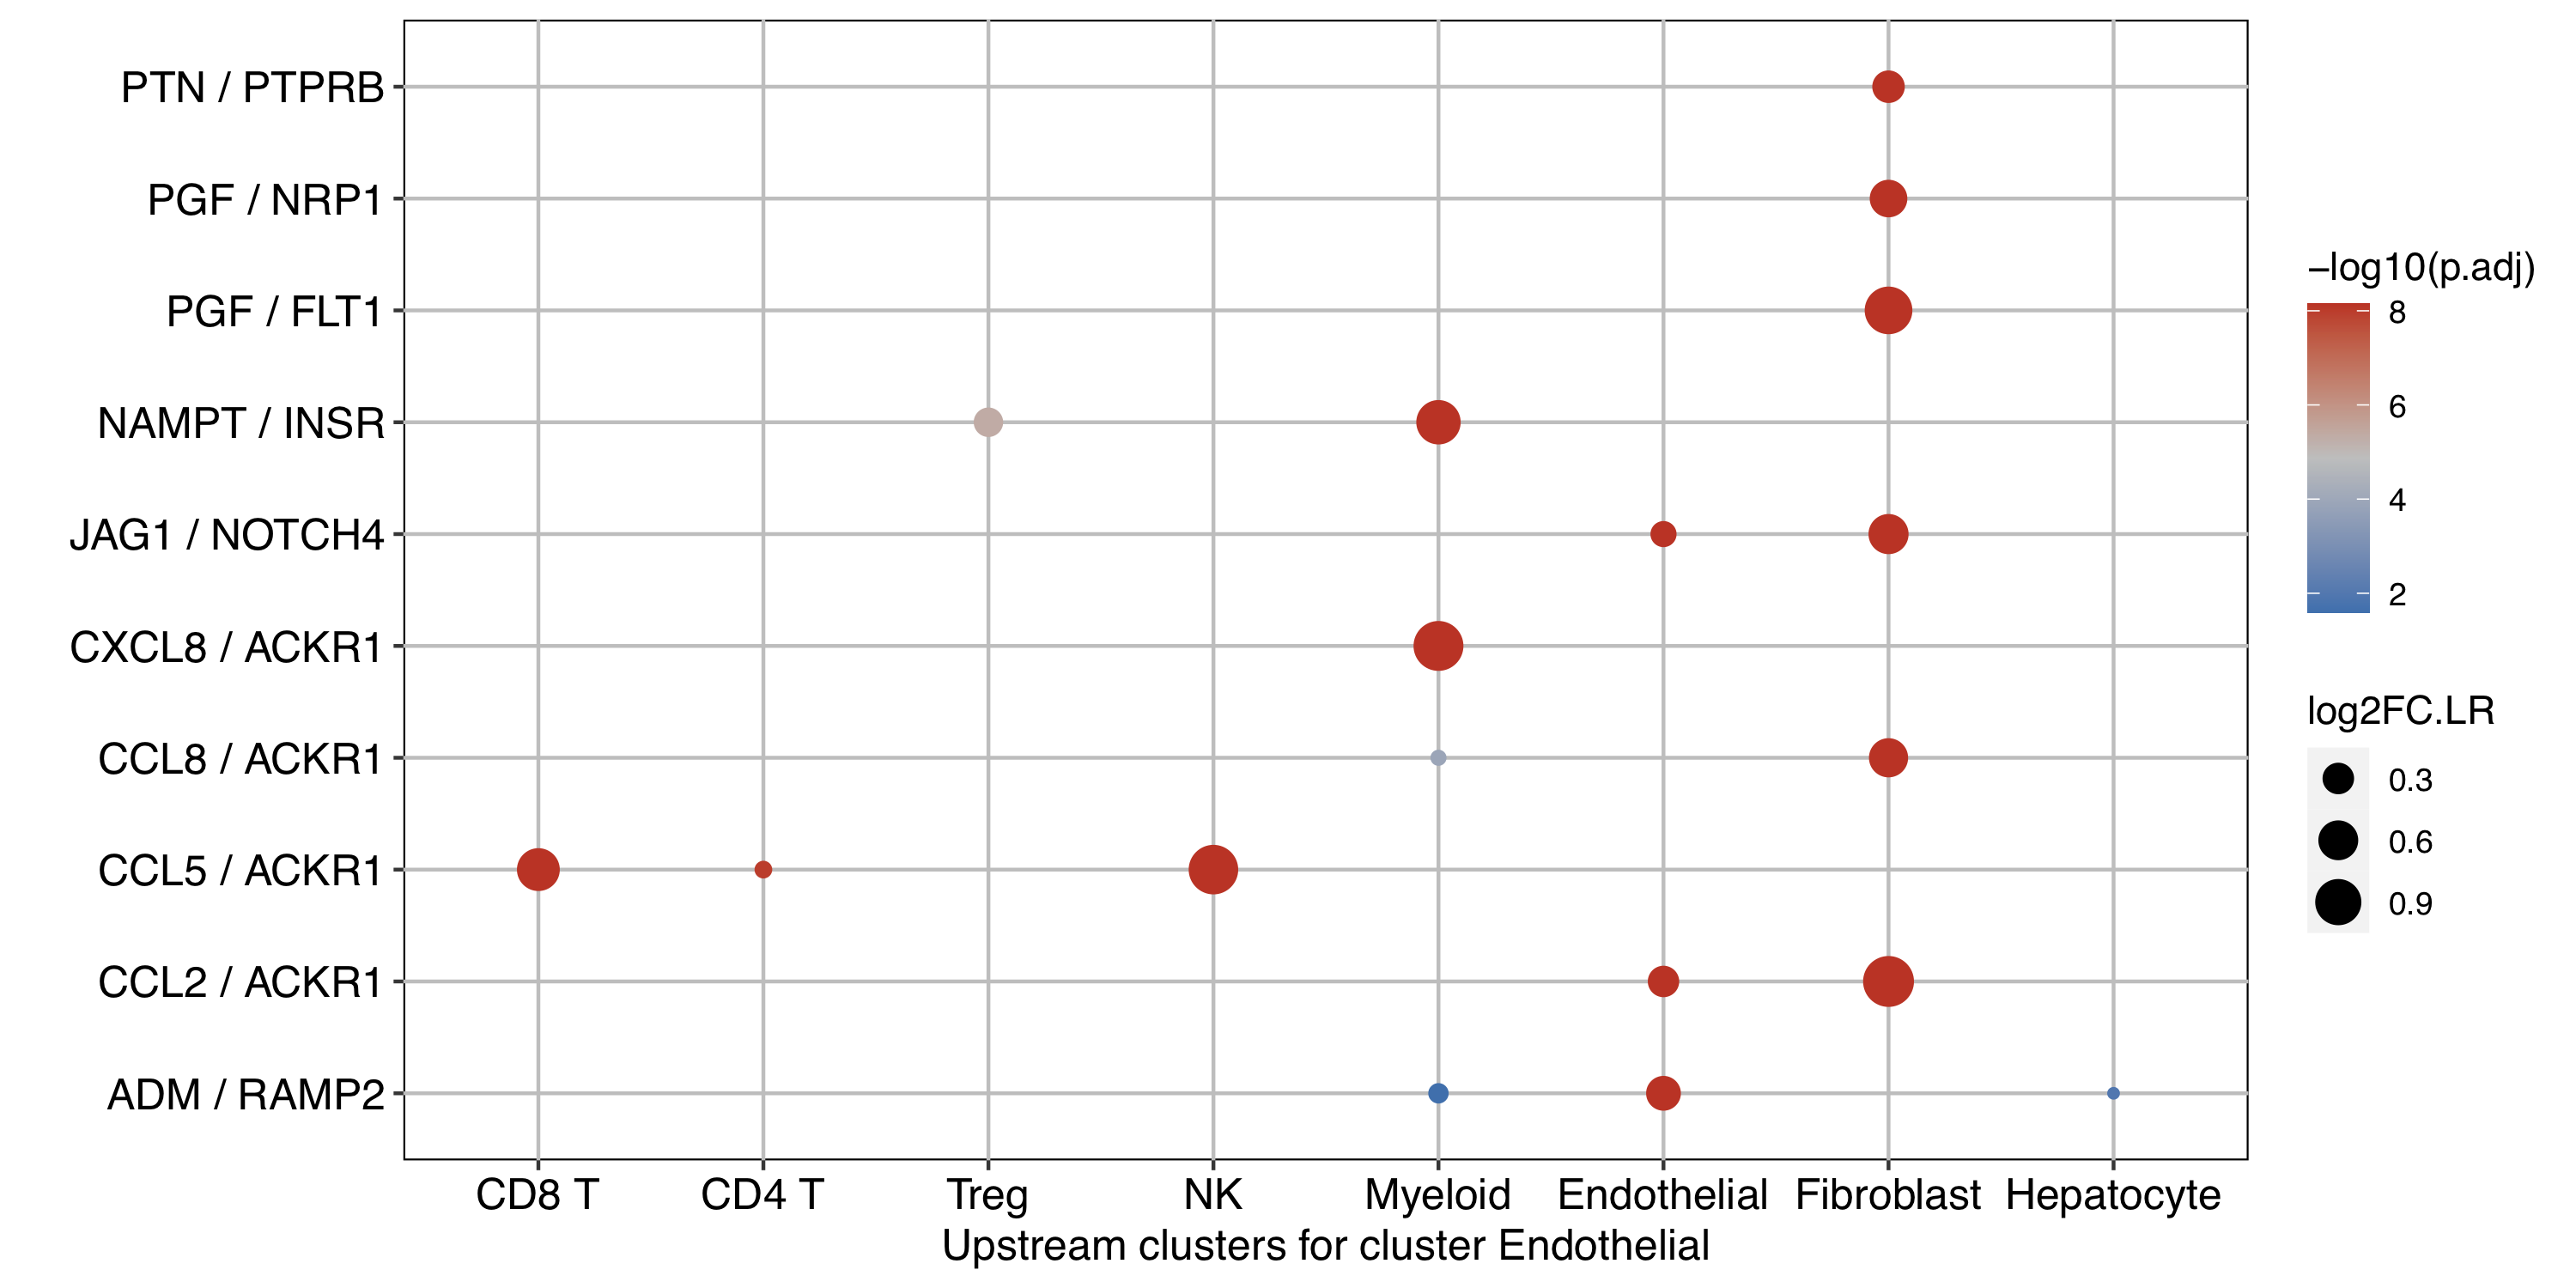 PTN / PTPRB
PGF / NRP1
PGF / FLT1
NAMPT / INSR
JAG1 / NOTCH4
CXCL8 / ACKR1
CCL8 / ACKR1
CCL5 / ACKR1
CCL2 / ACKR1
ADM / RAMP2
CD8 T CD4 T Treg NK Myeloid Endothelial Fibroblast Hepatocyte
Upstream clusters for cluster Endothelial
−log10(p.adj)
8
6
4
2
log2FC.LR
0.3
0.6
0.9